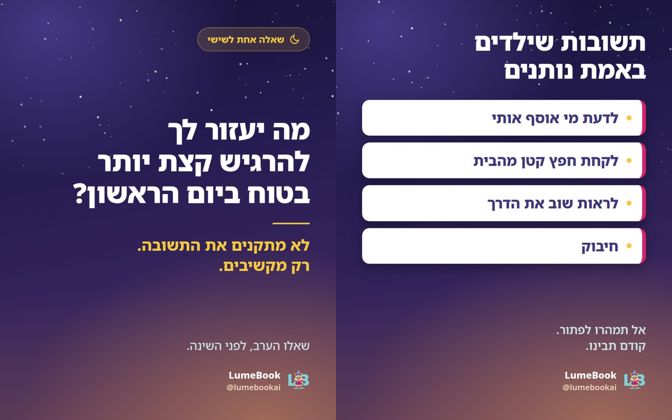 שאלה אחת לשישי
מה יעזור לך
להרגיש קצת יותר
בטוח ביום הראשון?
לא מתקנים את התשובה.
רק מקשיבים.
שאלו הערב, לפני השינה.
LumeBook
@lumebookai
LB
תשובות שילדים
באמת נותנים
לדעת מי אוסף אותי
לקחת חפץ קטן מהבית
לראות שוב את הדרך
חיבוק
אל תמהרו לפתור.
קודם תבינו.
LumeBook
@lumebookai
LB